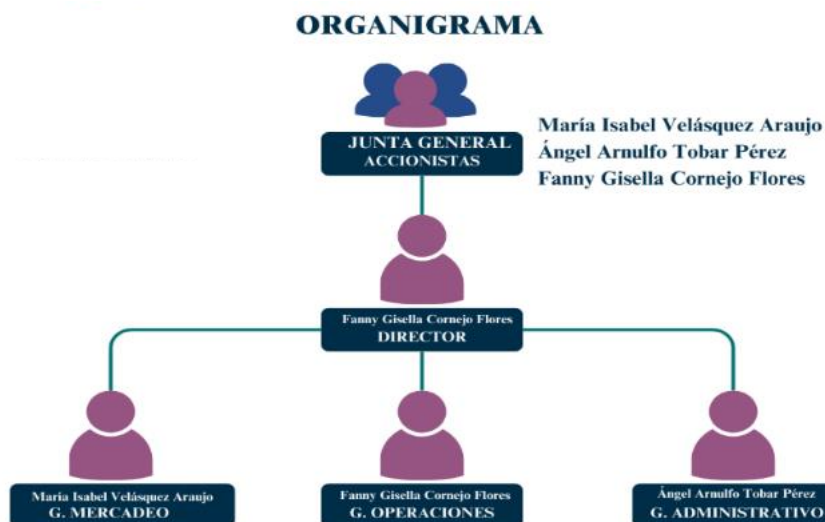 ORGANIGRAMA
JUNTA GENERAL
ACCIONISTAS
María Isabel Velásquez Araujo
Ángel Arnulfo Tobar Pérez
Fanny Gisella Cornejo Flores
Fanny Gisella Cornejo Flores
DIRECTOR
María Isabel Velásquez Araujo
G. MERCADEO
Fanny Gisella Cornejo Flores
G. OPERACIONES
Ángel Arnulfo Tobar Pérez
G. ADMINISTRATIVO